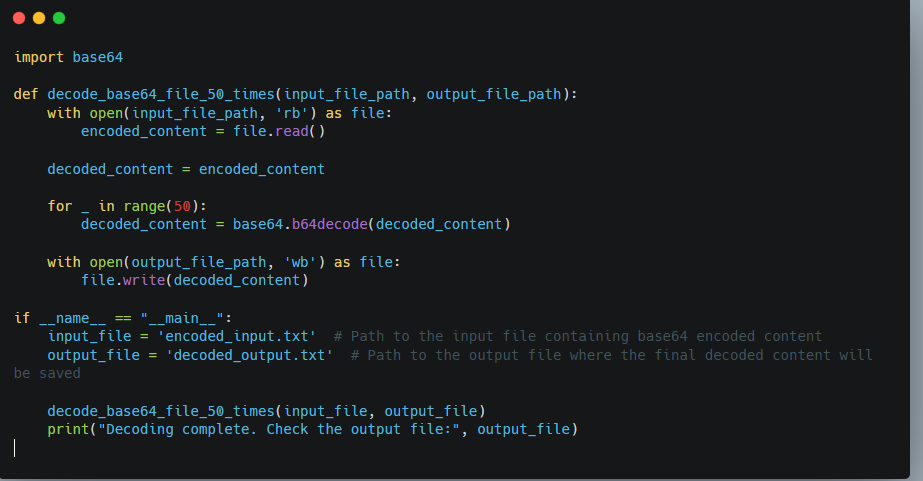 import base64
def decode_base64_file_50_times(input_file_path, output_file_path):
    with open(input_file_path, 'rb') as file:
        encoded_content = file.read()
    decoded_content = encoded_content
    for _ in range(50):
        decoded_content = base64.b64decode(decoded_content)
    with open(output_file_path, 'wb') as file:
        file.write(decoded_content)
if __name__ == "__main__":
    input_file = 'encoded_input.txt'  # Path to the input file containing base64 encoded content
    output_file = 'decoded_output.txt'  # Path to the output file where the final decoded content will
be saved
    decode_base64_file_50_times(input_file, output_file)
    print("Decoding complete. Check the output file:", output_file)